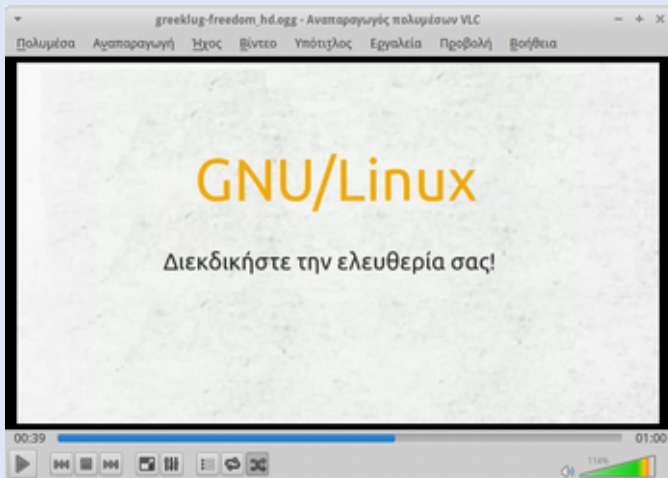 greeklug-freedom_hd.ogg - Αναπαραγωγός πολυμέσων VLC
Πολυμέσα Αναπαραγωγή Ήχος Βίντεο Υπότιτλος Εργαλεία Προβολή Βοήθεια
GNU/Linux
Διεκδικήστε την ελευθερία σας!
00:39 01:00
114%